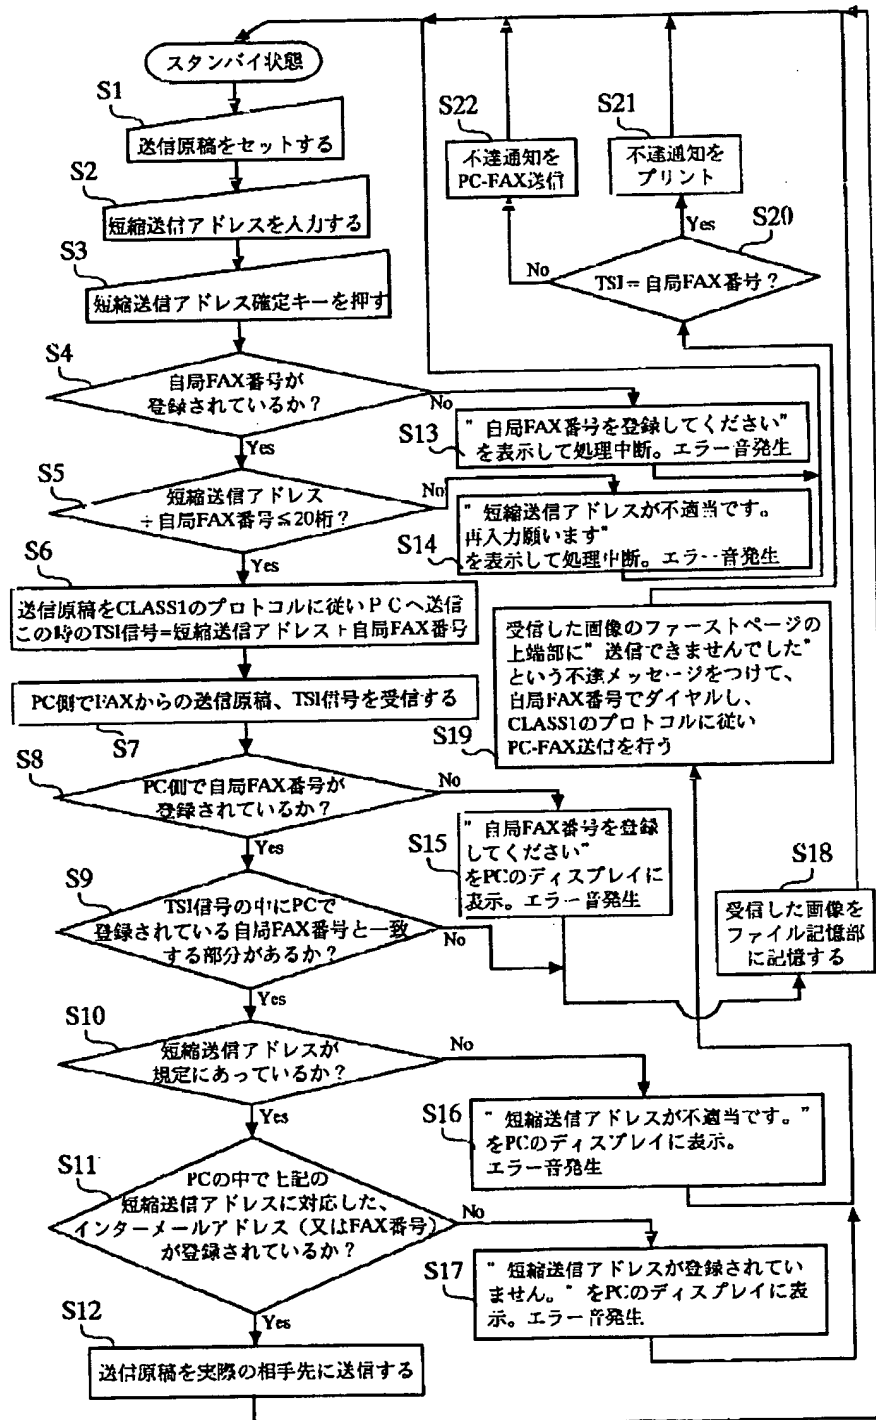 スタンバイ状態
S1
送信原稿をセットする
S2
短縮送信アドレスを入力する
S3
短縮送信アドレス確定キーを押す
S4
自局FAX番号が
登録されているか？
No
Yes
S13
” 自局FAX番号を登録してください”
を表示して処理中断。エラー音発生
S5
短縮送信アドレス
+自局FAX番号≦20桁？
No
Yes
S14
” 短縮送信アドレスが不適当です。
再入力願います”
を表示して処理中断。エラー音発生
S6
送信原稿をCLASS1のプロトコルに従いＰＣへ送信
この時のTSI信号=短縮送信アドレス+自局FAX番号
PC側でFAXからの送信原稿、TSI信号を受信する
S7
S8
PC側で自局FAX番号が
登録されているか？
No
Yes
S15
” 自局FAX番号を登録
してください”
をPCのディスプレイに
表示。エラー音発生
S9
TSI信号の中にPCで
登録されている自局FAX番号と一致
する部分があるか？
No
Yes
S10
短縮送信アドレスが
規定にあっているか？
No
Yes
S16
” 短縮送信アドレスが不適当です。”
をPCのディスプレイに表示。
エラー音発生
S11
PCの中で上記の
短縮送信アドレスに対応した、
インターメールアドレス（又はFAX番号）
が登録されているか？
No
Yes
S17
” 短縮送信アドレスが登録されてい
ません。”をPCのディスプレイに表
示。エラー音発生
S12
送信原稿を実際の相手先に送信する
S18
受信した画像を
ファイル記憶部
に記憶する
S19
受信した画像のファーストページの
上端部に” 送信できませんでした”
という不達メッセージをつけて、
自局FAX番号でダイヤルし、
CLASS1のプロトコルに従い
PC-FAX送信を行う
S20
TSI=自局FAX番号？
No
Yes
S21
不達通知を
プリント
S22
不達通知を
PC-FAX送信